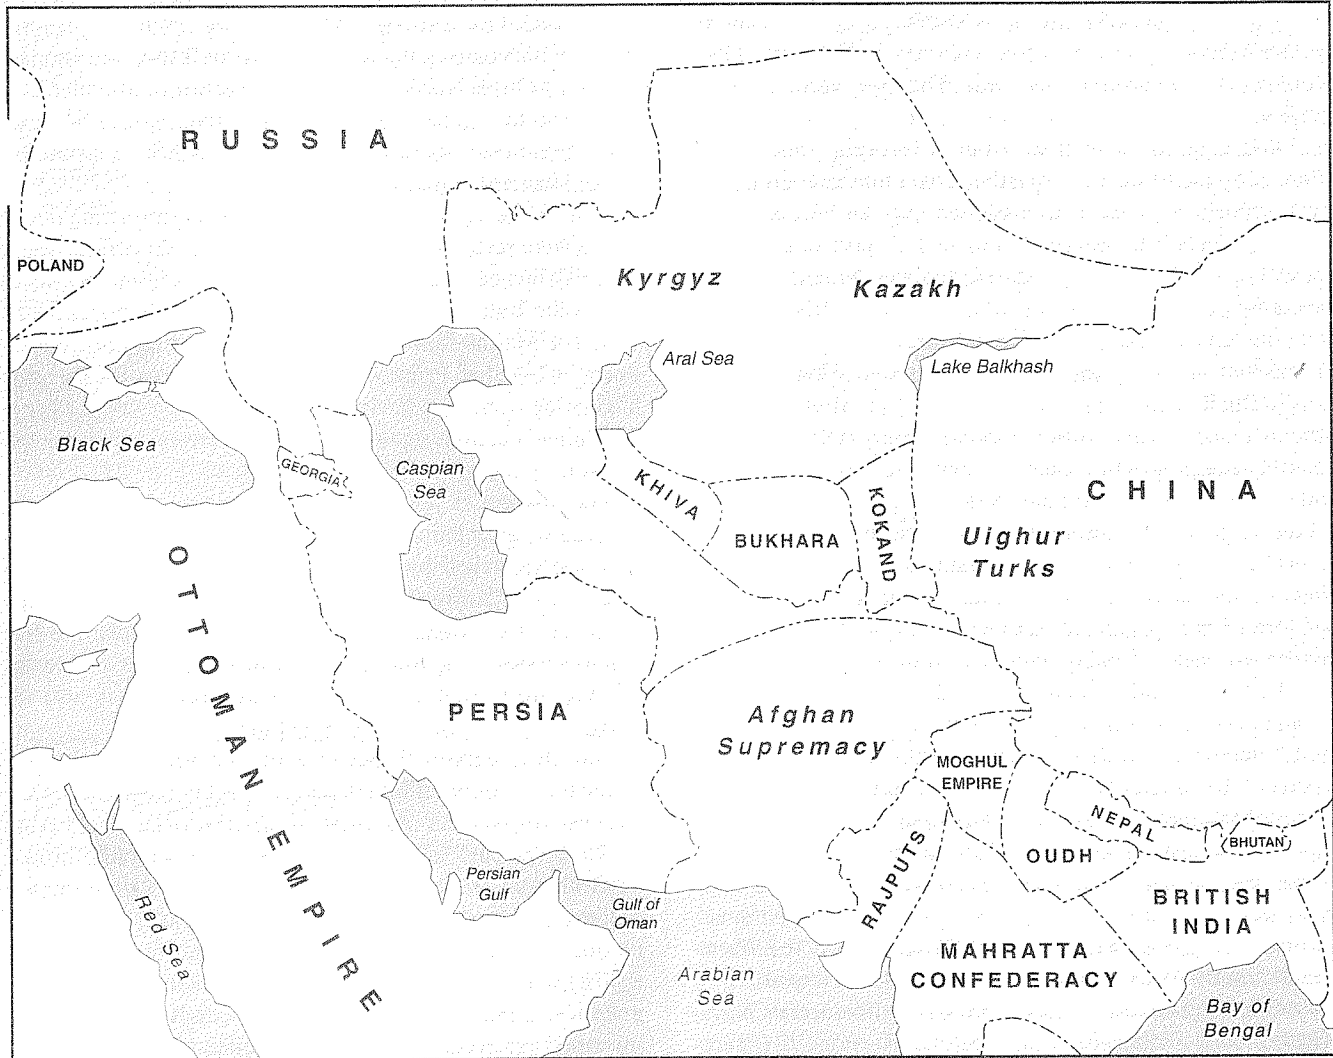 RUSSIA
POLAND
Kyrgyz
Kazakh
Aral Sea
Lake Balkhash
Black Sea
GEORGIA
Caspian
Sea
KHIVA
BUKHARA
KOKAND
CHINA
Uighur
Turks
OTTOMAN EMPIRE
PERSIA
Afghan
Supremacy
MOGHUL
EMPIRE
NEPAL
BHUTAN
OUDH
RAJPUTS
BRITISH
INDIA
Persian
Gulf
Gulf of
Oman
Red Sea
MAHRATTA
CONFEDERACY
Arabian
Sea
Bay of
Bengal